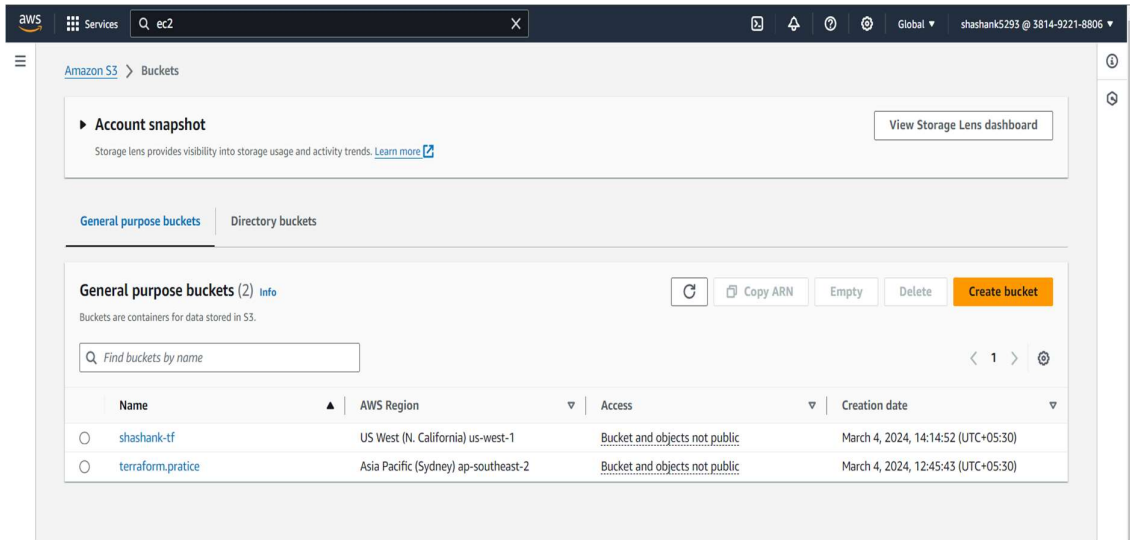 aws Services ec2 Global shashank5293 @ 3814-9221-8806
Amazon S3 Buckets
Account snapshot View Storage Lens dashboard
Storage lens provides visibility into storage usage and activity trends. Learn more
General purpose buckets Directory buckets
General purpose buckets (2) Info Copy ARN Empty Delete Create bucket
Buckets are containers for data stored in S3.
Find buckets by name 1
Name AWS Region Access Creation date
shashank-tf US West (N. California) us-west-1 Bucket and objects not public March 4, 2024, 14:14:52 (UTC+05:30)
terraform.pratice Asia Pacific (Sydney) ap-southeast-2 Bucket and objects not public March 4, 2024, 12:45:43 (UTC+05:30)